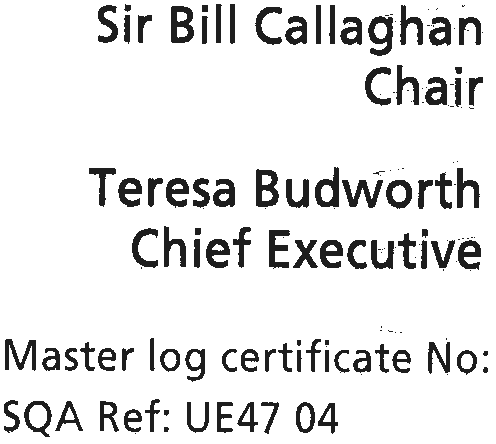 Sir Bill Callaghan
Chair
Teresa Budworth
Chief Executive
Master log certificate No:
SQA Ref: UE47 04